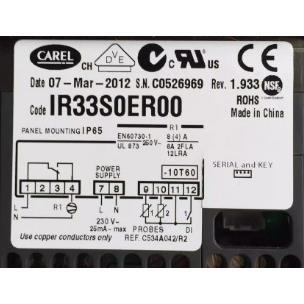 CAREL
CH
DVE
C
US
Date 07-Mar-2012 S.N. C0526969 Rev. 1.933
NSF
Code IR33S0ER00
ROHS
Made in China
PANEL MOUNTING IP65
R1
EN60730-1
UL 873
250V~
8 (4) A
8A 2FLA
12LRA
POWER
SUPPLY
-10T60
SERIAL and KEY
1 2 3 4
7 8
9 10 11 12
L
N
R1
L N
230 V~
25mA~ max
1
2
DI
PROBES
Use copper conductors only
REF. C534A042/R2